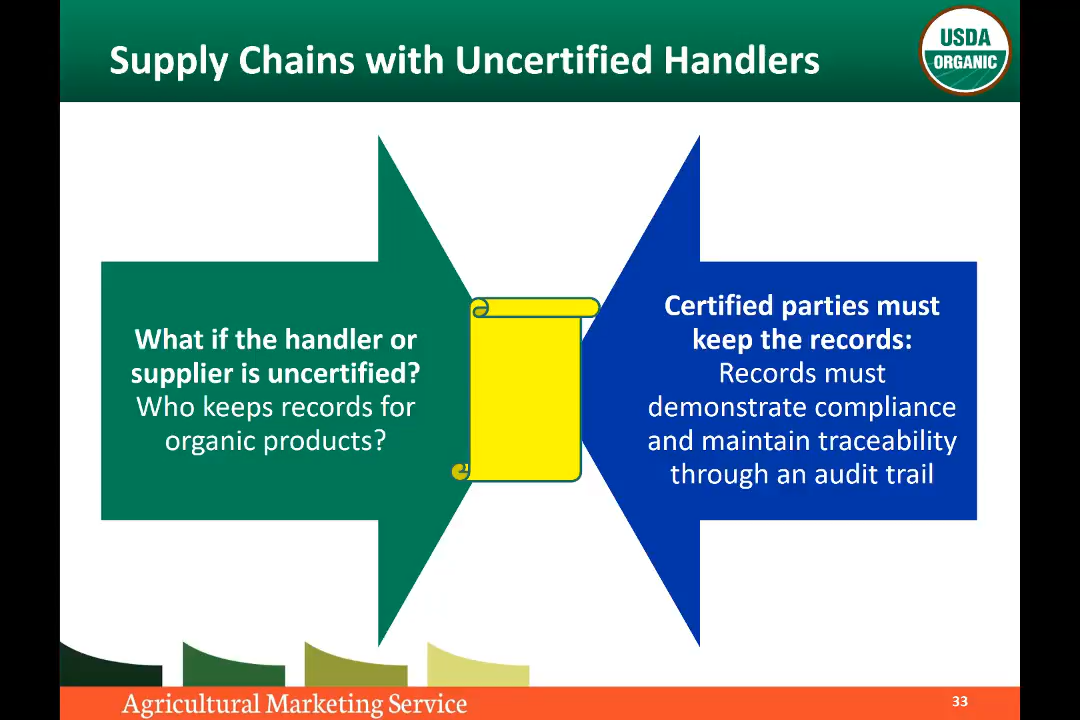 Supply Chains with Uncertified Handlers
USDA
ORGANIC
What if the handler or
supplier is uncertified?
Who keeps records for
organic products?
Certified parties must
keep the records:
Records must
demonstrate compliance
and maintain traceability
through an audit trail
Agricultural Marketing Service
33